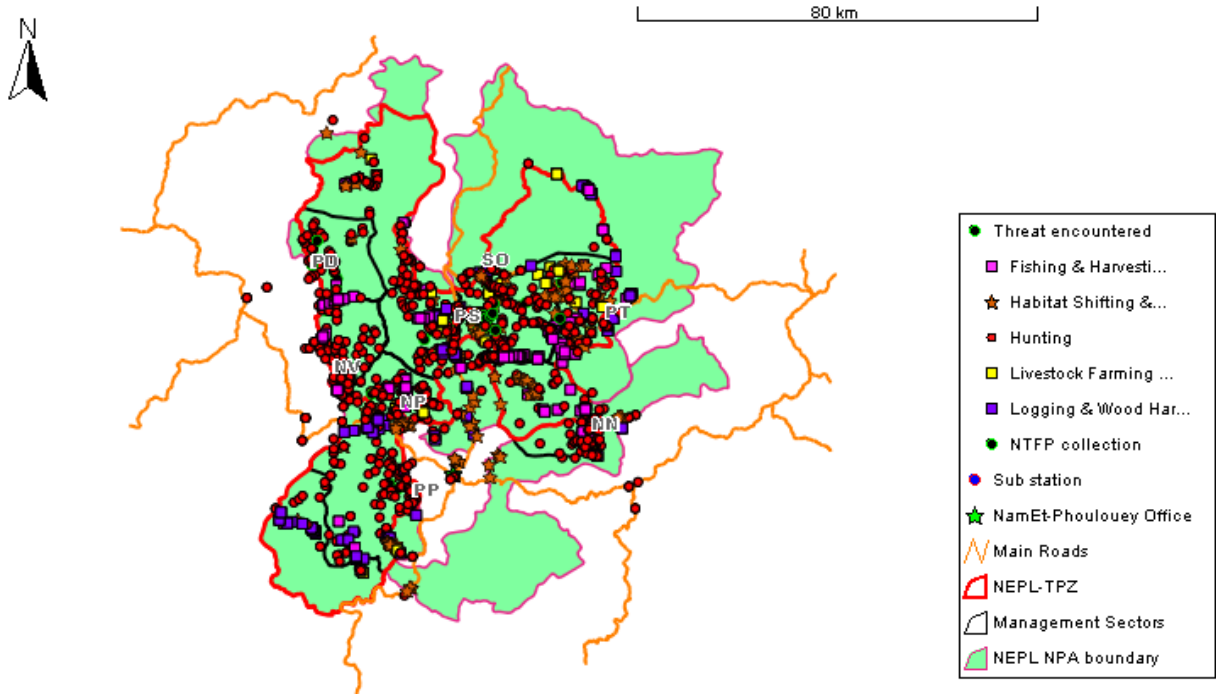 80 km
N
SO
PD
PS
PT
NV
NP
NN
PP
Threat encountered
Fishing & Harvesti...
Habitat Shifting &...
Hunting
Livestock Farming ...
Logging & Wood Har...
NTFP collection
Sub station
NamEt-Phoulouey Office
Main Roads
NEPL-TPZ
Management Sectors
NEPL NPA boundary